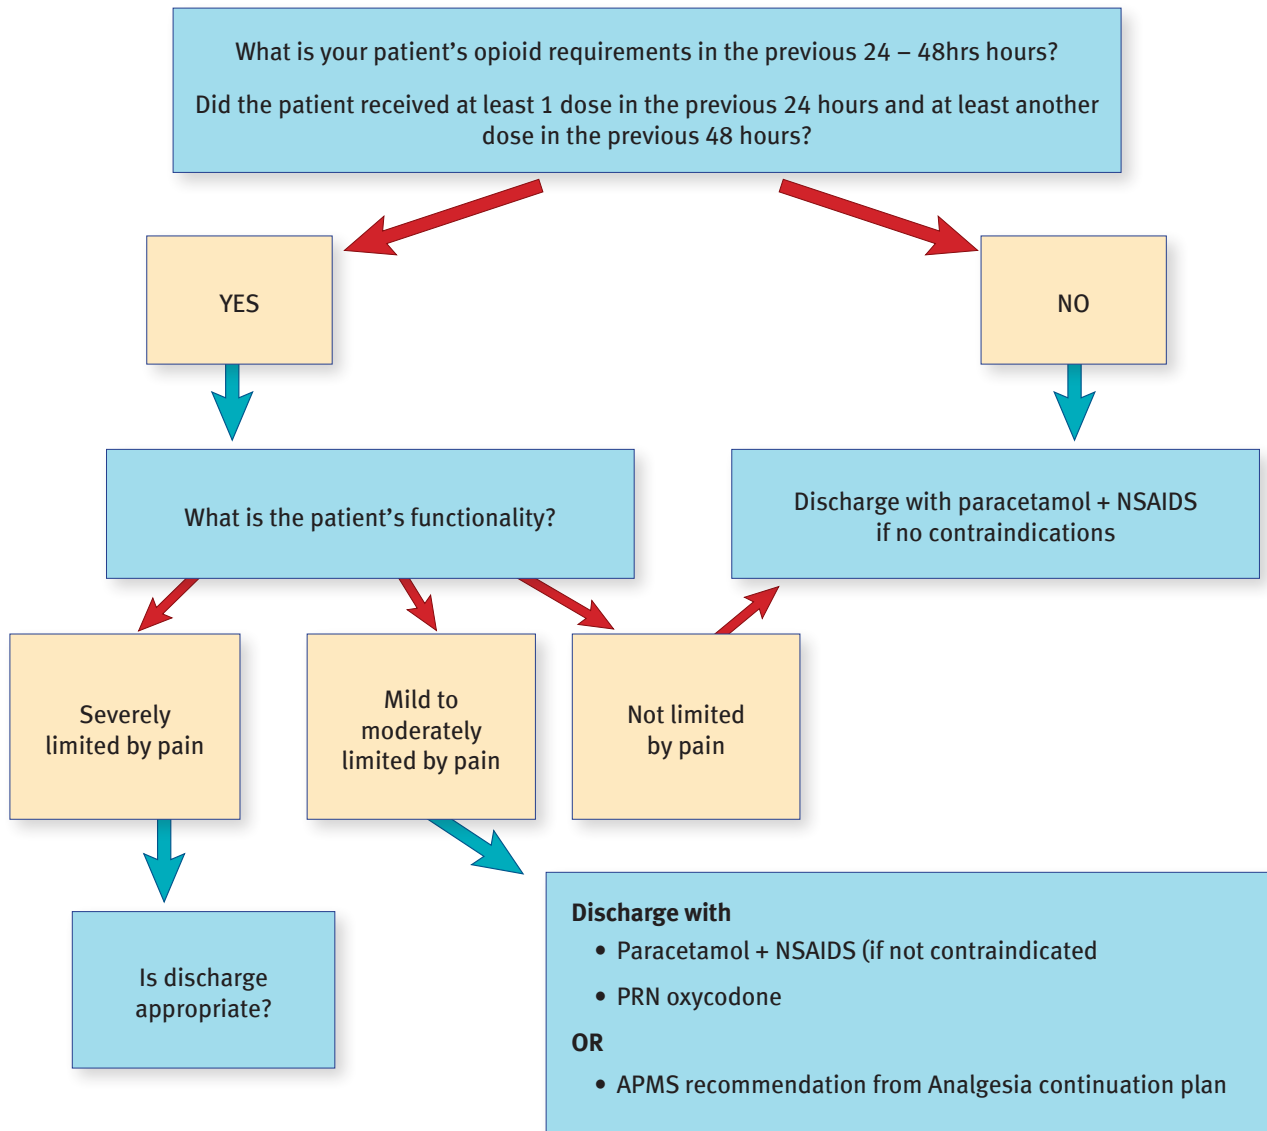 What is your patient’s opioid requirements in the previous 24 – 48hrs hours?
Did the patient received at least 1 dose in the previous 24 hours and at least another
dose in the previous 48 hours?
YES
NO
What is the patient’s functionality?
Discharge with paracetamol + NSAIDS
if no contraindications
Severely
limited by pain
Mild to
moderately
limited by pain
Not limited
by pain
Is discharge
appropriate?
Discharge with
• Paracetamol + NSAIDS (if not contraindicated
• PRN oxycodone
OR
• APMS recommendation from Analgesia continuation plan